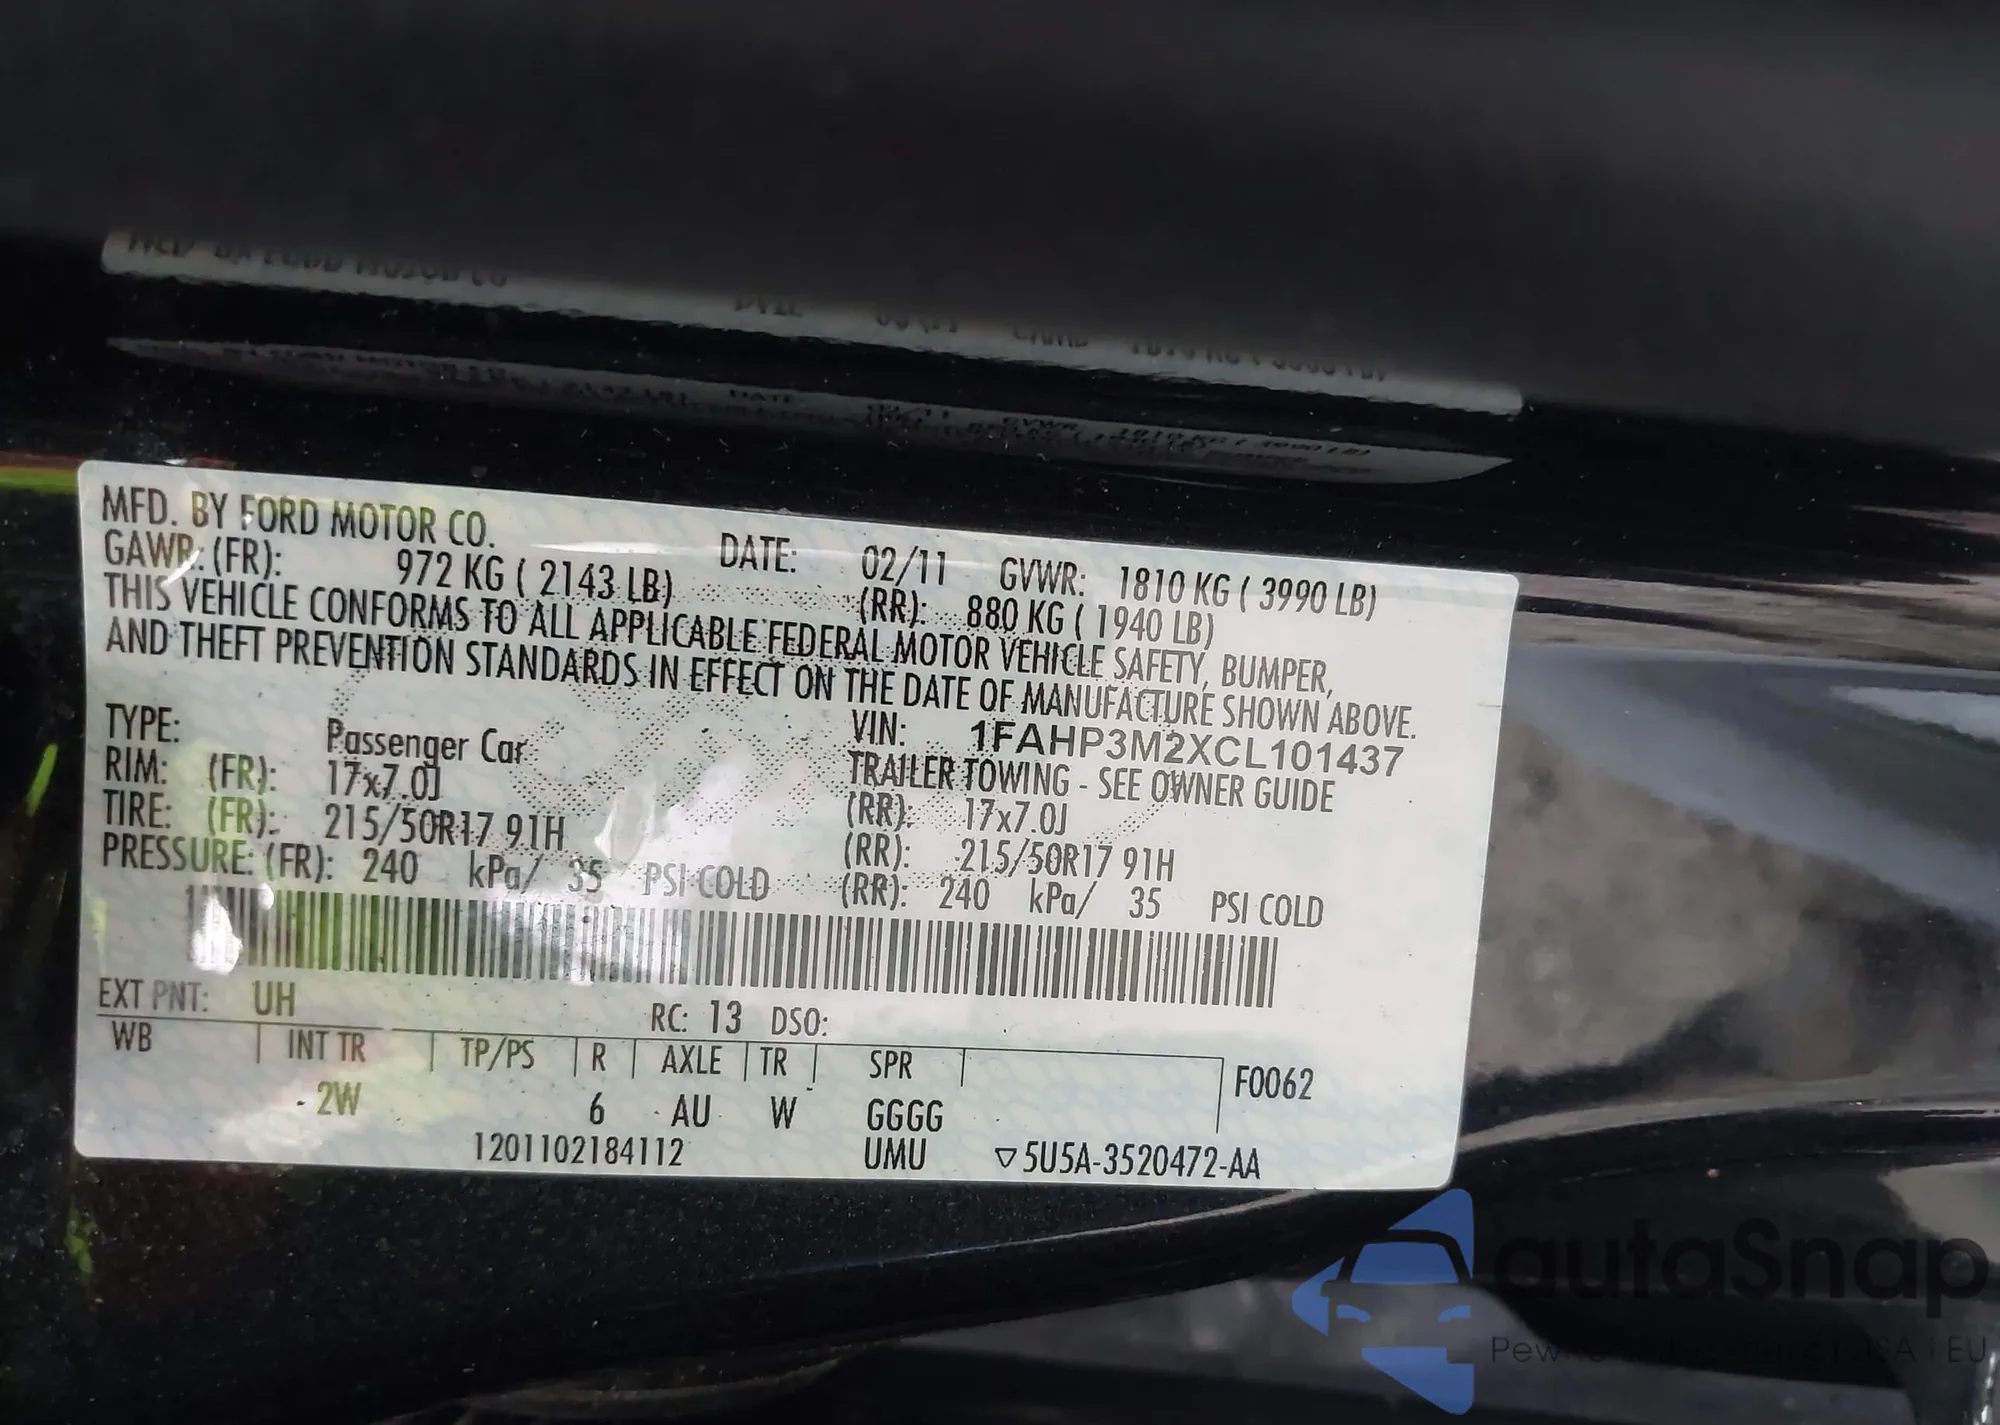 MFD. BY FORD MOTOR CO. DATE: 02/11 GVWR: 1810 KG ( 3990 LB)
GAWR: (FR): 972 KG ( 2143 LB) (RR): 880 KG ( 1940 LB)
THIS VEHICLE CONFORMS TO ALL APPLICABLE FEDERAL MOTOR VEHICLE SAFETY, BUMPER,
AND THEFT PREVENTION STANDARDS IN EFFECT ON THE DATE OF MANUFACTURE SHOWN ABOVE.
VIN: 1FAHP3M2XCL101437
TYPE: Passenger Car TRAILER TOWING - SEE OWNER GUIDE
RIM: (FR): 17x7.0J (RR): 17x7.0J
TIRE: (FR): 215/50R17 91H (RR): 215/50R17 91H
PRESSURE: (FR): 240 kPa/ 35 PSI COLD (RR): 240 kPa/ 35 PSI COLD
EXT PNT: UH RC: 13 DSO:
WB INT TR TP/PS R AXLE TR SPR F0062
2W 6 AU W GGGG
1201102184112 UMU ▽5U5A-3520472-AA
autaSnap